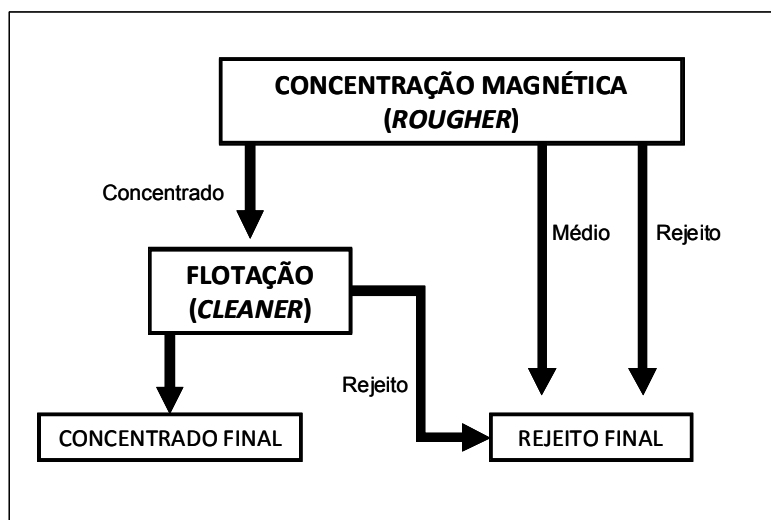 CONCENTRAÇÃO MAGNÉTICA
(ROUGHER)
Concentrado
Médio
Rejeito
FLOTAÇÃO
(CLEANER)
Rejeito
CONCENTRADO FINAL
REJEITO FINAL